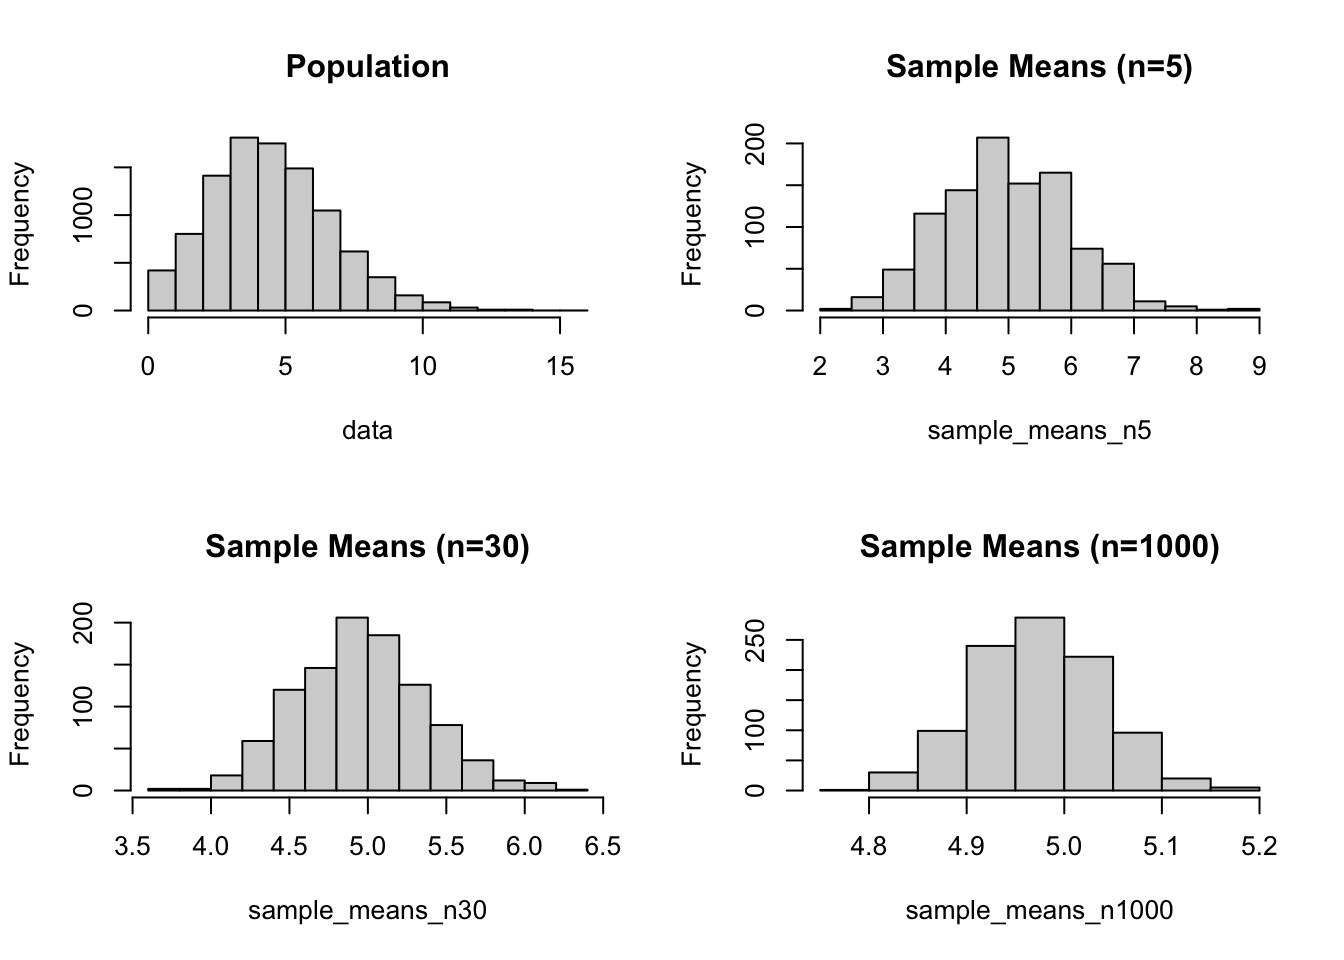 Population
Frequency
0 1000
0 5 10 15
data
Sample Means (n=5)
Frequency
0 100 200
2 3 4 5 6 7 8 9
sample_means_n5
Sample Means (n=30)
Frequency
0 100 200
3.5 4.0 4.5 5.0 5.5 6.0 6.5
sample_means_n30
Sample Means (n=1000)
Frequency
0 100 250
4.8 4.9 5.0 5.1 5.2
sample_means_n1000